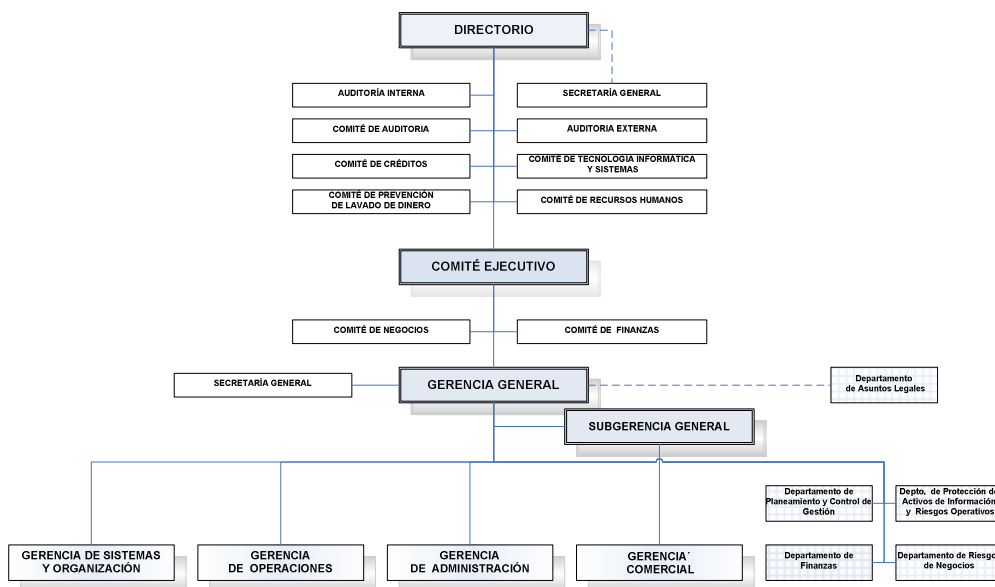 DIRECTORIO
AUDITORÍA INTERNA
SECRETARÍA GENERAL
COMITÉ DE AUDITORIA
AUDITORIA EXTERNA
COMITÉ DE CRÉDITOS
COMITÉ DE TECNOLOGÍA INFORMÁTICA
Y SISTEMAS
COMITÉ DE PREVENCIÓN
DE LAVADO DE DINERO
COMITÉ DE RECURSOS HUMANOS
COMITÉ EJECUTIVO
COMITÉ DE NEGOCIOS
COMITÉ DE FINANZAS
SECRETARÍA GENERAL
GERENCIA GENERAL
Departamento
de Asuntos Legales
SUBGERENCIA GENERAL
Departamento de
Planeamiento y Control de
Gestión
Depto. de Protección de
Activos de Información
y Riesgos Operativos
GERENCIA DE SISTEMAS
Y ORGANIZACIÓN
GERENCIA
DE OPERACIONES
GERENCIA
DE ADMINISTRACIÓN
GERENCIA´
COMERCIAL
Departamento de
Finanzas
Departamento de Riesgo
de Negocios